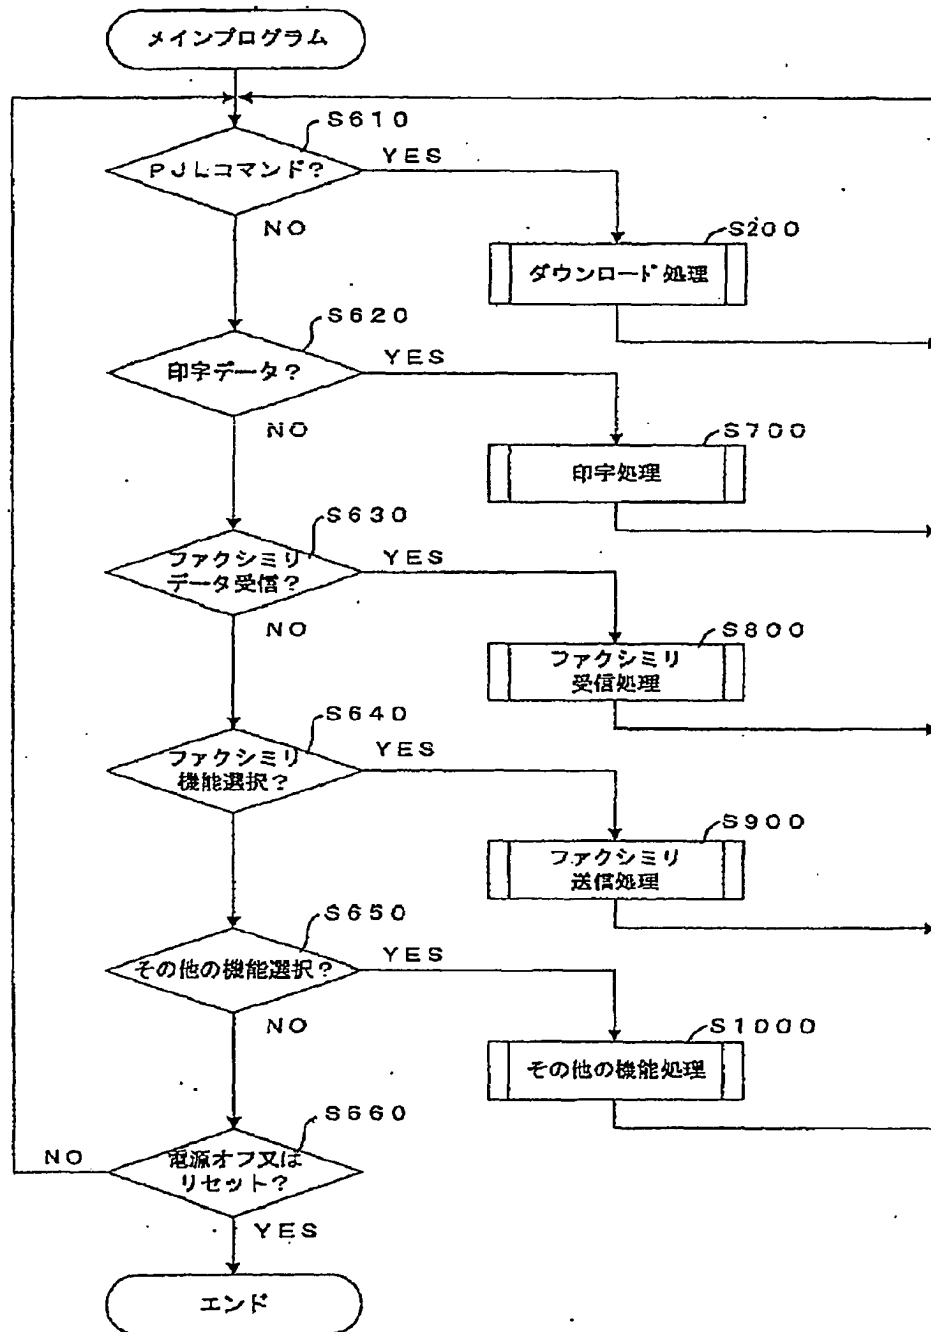 メインプログラム
S610
PJLコマンド?
YES
NO
S200
ダウンロード処理
S620
印字データ?
YES
NO
S700
印字処理
S630
ファクシミリ
データ受信?
YES
NO
S800
ファクシミリ
受信処理
S640
ファクシミリ
機能選択?
YES
S900
ファクシミリ
送信処理
S650
その他の機能選択?
YES
NO
S1000
その他の機能処理
S660
電源オフ又は
リセット?
NO
YES
エンド